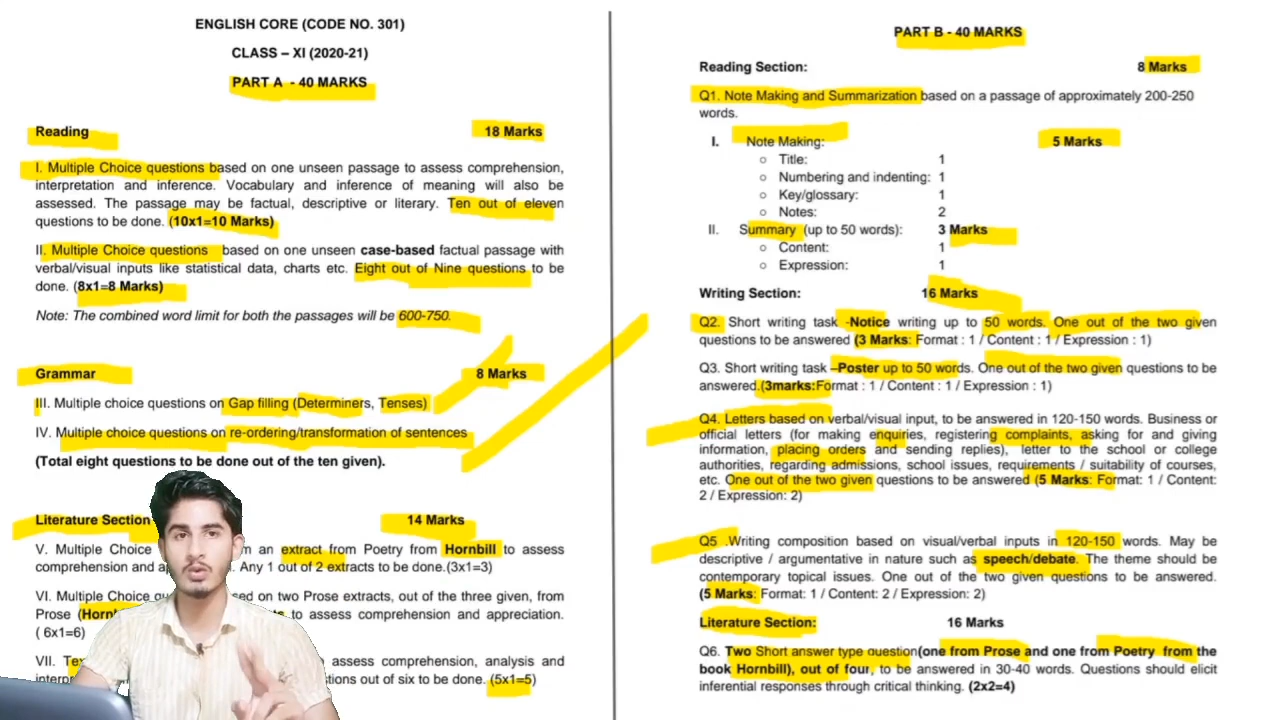 ENGLISH CORE (CODE NO. 301)
CLASS – XI (2020-21)
PART A - 40 MARKS
Reading 18 Marks
I. Multiple Choice questions based on one unseen passage to assess comprehension,
interpretation and inference. Vocabulary and inference of meaning will also be
assessed. The passage may be factual, descriptive or literary. Ten out of eleven
questions to be done. (10x1=10 Marks)
II. Multiple Choice questions based on one unseen case-based factual passage with
verbal/visual inputs like statistical data, charts etc. Eight out of Nine questions to be
done. (8x1=8 Marks)
Note: The combined word limit for both the passages will be 600-750.
Grammar 8 Marks
III. Multiple choice questions on Gap filling (Determiners, Tenses)
IV. Multiple choice questions on re-ordering/transformation of sentences
(Total eight questions to be done out of the ten given).
Literature Section 14 Marks
V. Multiple Choice an extract from Poetry from Hornbill to assess
comprehension and Any 1 out of 2 extracts to be done.(3x1=3)
VI. Multiple Choice on two Prose extracts, out of the three given, from
Prose to assess comprehension and appreciation.
( 6x1=6)
VII. assess comprehension, analysis and
out of six to be done. (5x1=5)
PART B - 40 MARKS
Reading Section: 8 Marks
Q1. Note Making and Summarization based on a passage of approximately 200-250
words.
I. Note Making: 5 Marks
○ Title: 1
○ Numbering and indenting: 1
○ Key/glossary: 1
○ Notes: 2
II. Summary (up to 50 words): 3 Marks
○ Content: 1
○ Expression: 1
Writing Section: 16 Marks
Q2. Short writing task -Notice writing up to 50 words. One out of the two given
questions to be answered (3 Marks: Format : 1 / Content : 1 / Expression : 1)
Q3. Short writing task –Poster up to 50 words. One out of the two given questions to be
answered.(3marks:Format : 1 / Content : 1 / Expression : 1)
Q4. Letters based on verbal/visual input, to be answered in 120-150 words. Business or
official letters (for making enquiries, registering complaints, asking for and giving
information, placing orders and sending replies), letter to the school or college
authorities, regarding admissions, school issues, requirements / suitability of courses,
etc. One out of the two given questions to be answered (5 Marks: Format: 1 / Content:
2 / Expression: 2)
Q5 .Writing composition based on visual/verbal inputs in 120-150 words. May be
descriptive / argumentative in nature such as speech/debate. The theme should be
contemporary topical issues. One out of the two given questions to be answered.
(5 Marks: Format: 1 / Content: 2 / Expression: 2)
Literature Section: 16 Marks
Q6. Two Short answer type question(one from Prose and one from Poetry from the
book Hornbill), out of four, to be answered in 30-40 words. Questions should elicit
inferential responses through critical thinking. (2x2=4)